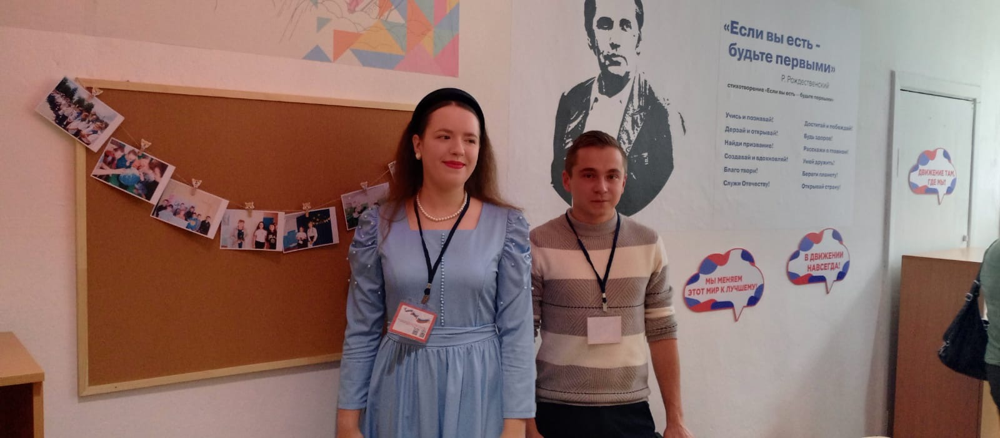 «Если вы есть -
будьте первыми»
Р. Рождественский
стихотворение «Если вы есть - будьте первыми»
Учись и познавай!
Дерзай и открывай!
Найди призвание!
Создавай и вдохновляй!
Благо твори!
Служи Отечеству!
Достигай и побеждай!
Будь здоров!
Расскажи о главном!
Умей дружить!
Береги планету!
Открывай страну!
ДВИЖЕНИЕ ТАМ,
ГДЕ МЫ!
В ДВИЖЕНИИ
НАВСЕГДА!
МЫ МЕНЯЕМ
ЭТОТ МИР К ЛУЧШЕМУ!